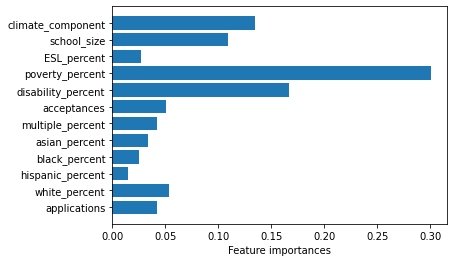 climate_component
school_size
ESL_percent
poverty_percent
disability_percent
acceptances
multiple_percent
asian_percent
black_percent
hispanic_percent
white_percent
applications
0.00 0.05 0.10 0.15 0.20 0.25 0.30
Feature importances